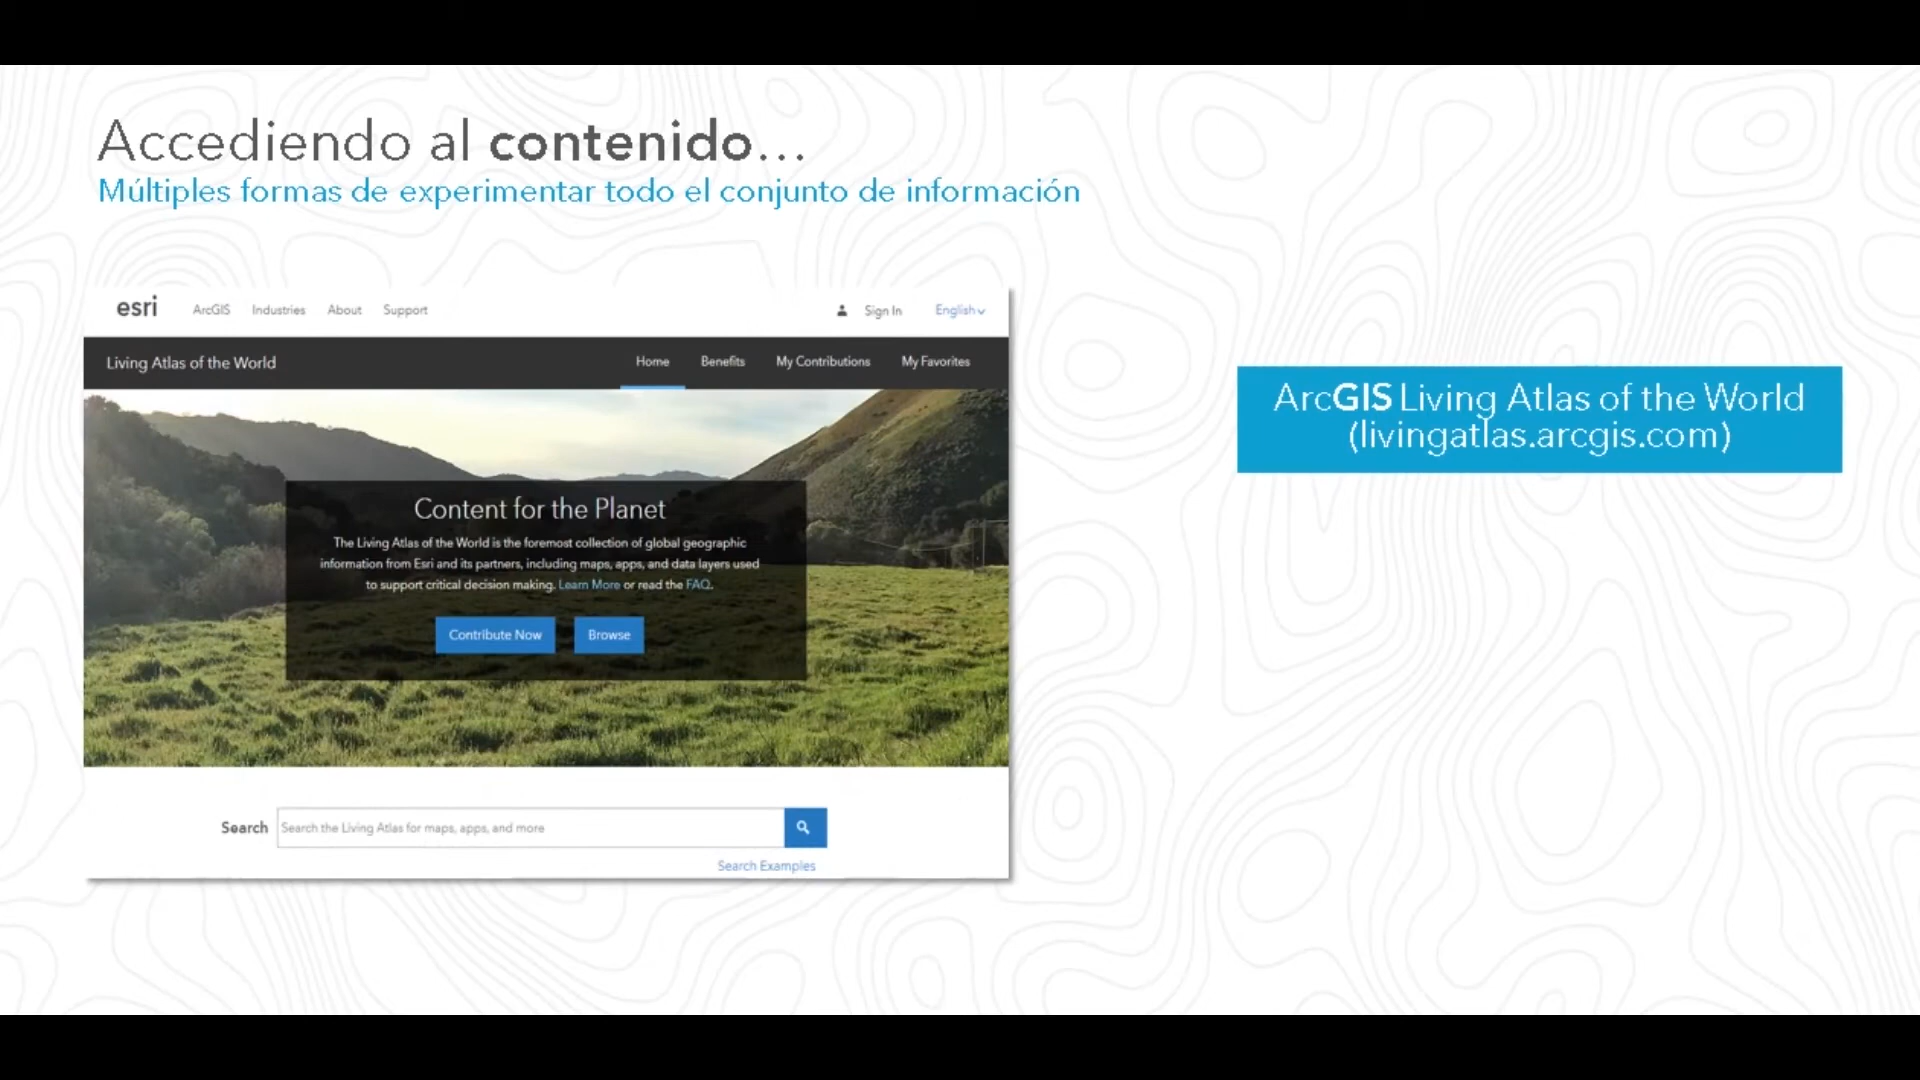 Accediendo al contenido...
Múltiples formas de experimentar todo el conjunto de información
esri ArcGIS Industries About Support Sign In English
Living Atlas of the World Home Benefits My Contributions My Favorites
Content for the Planet
The Living Atlas of the World is the foremost collection of global geographic
information from Esri and its partners, including maps, apps, and data layers used
to support critical decision making. Learn More or read the FAQ.
Contribute Now Browse
Search Search the Living Atlas for maps, apps, and more
Search Examples
ArcGIS Living Atlas of the World
(livingatlas.arcgis.com)